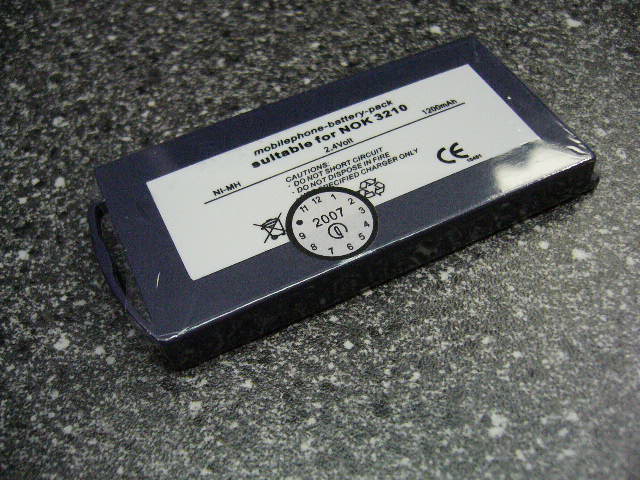 mobilephone-battery-pack
suitable for NOK 3210
NI-MH 2.4Volt 1200mAh
CAUTIONS:
- DO NOT SHORT CIRCUIT
- DO NOT DISPOSE IN FIRE
SPECIFIED CHARGER ONLY
CE
11 12 1 2 3 4 5 6 7 8 9
2007